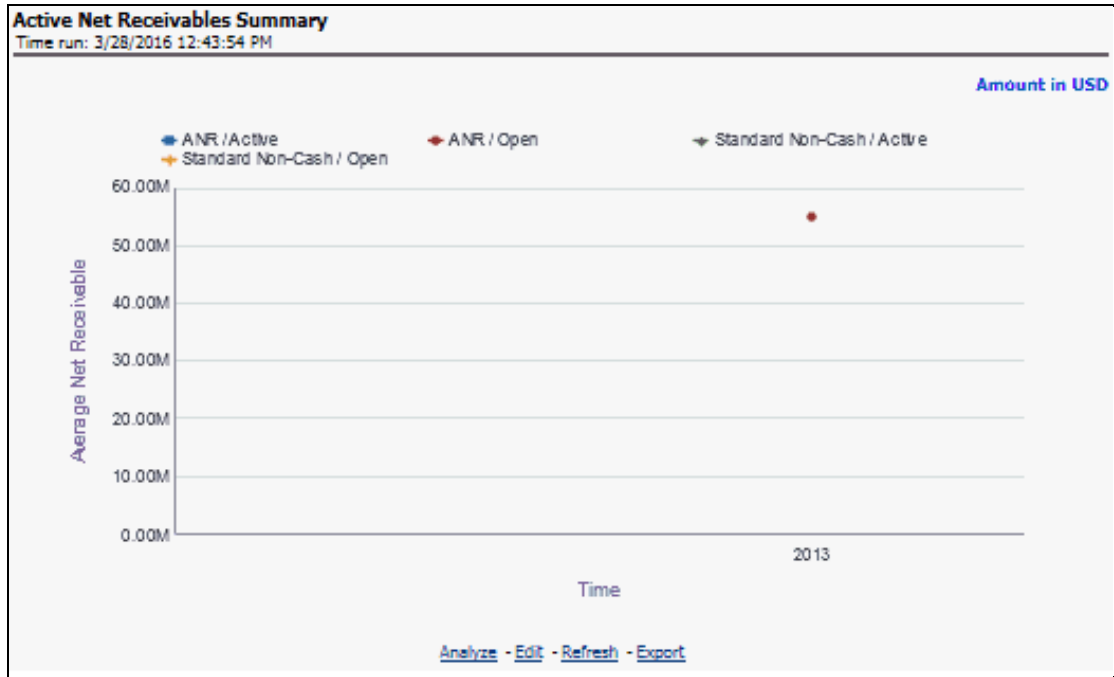 Active Net Receivables Summary
Time run: 3/28/2016 12:43:54 PM
Amount in USD
ANR /Active
ANR / Open
Standard Non-Cash / Active
Standard Non-Cash / Open
60.00M
50.00M
40.00M
30.00M
20.00M
10.00M
0.00M
Average Net Receivable
2013
Time
Analyze - Edit - Refresh - Export